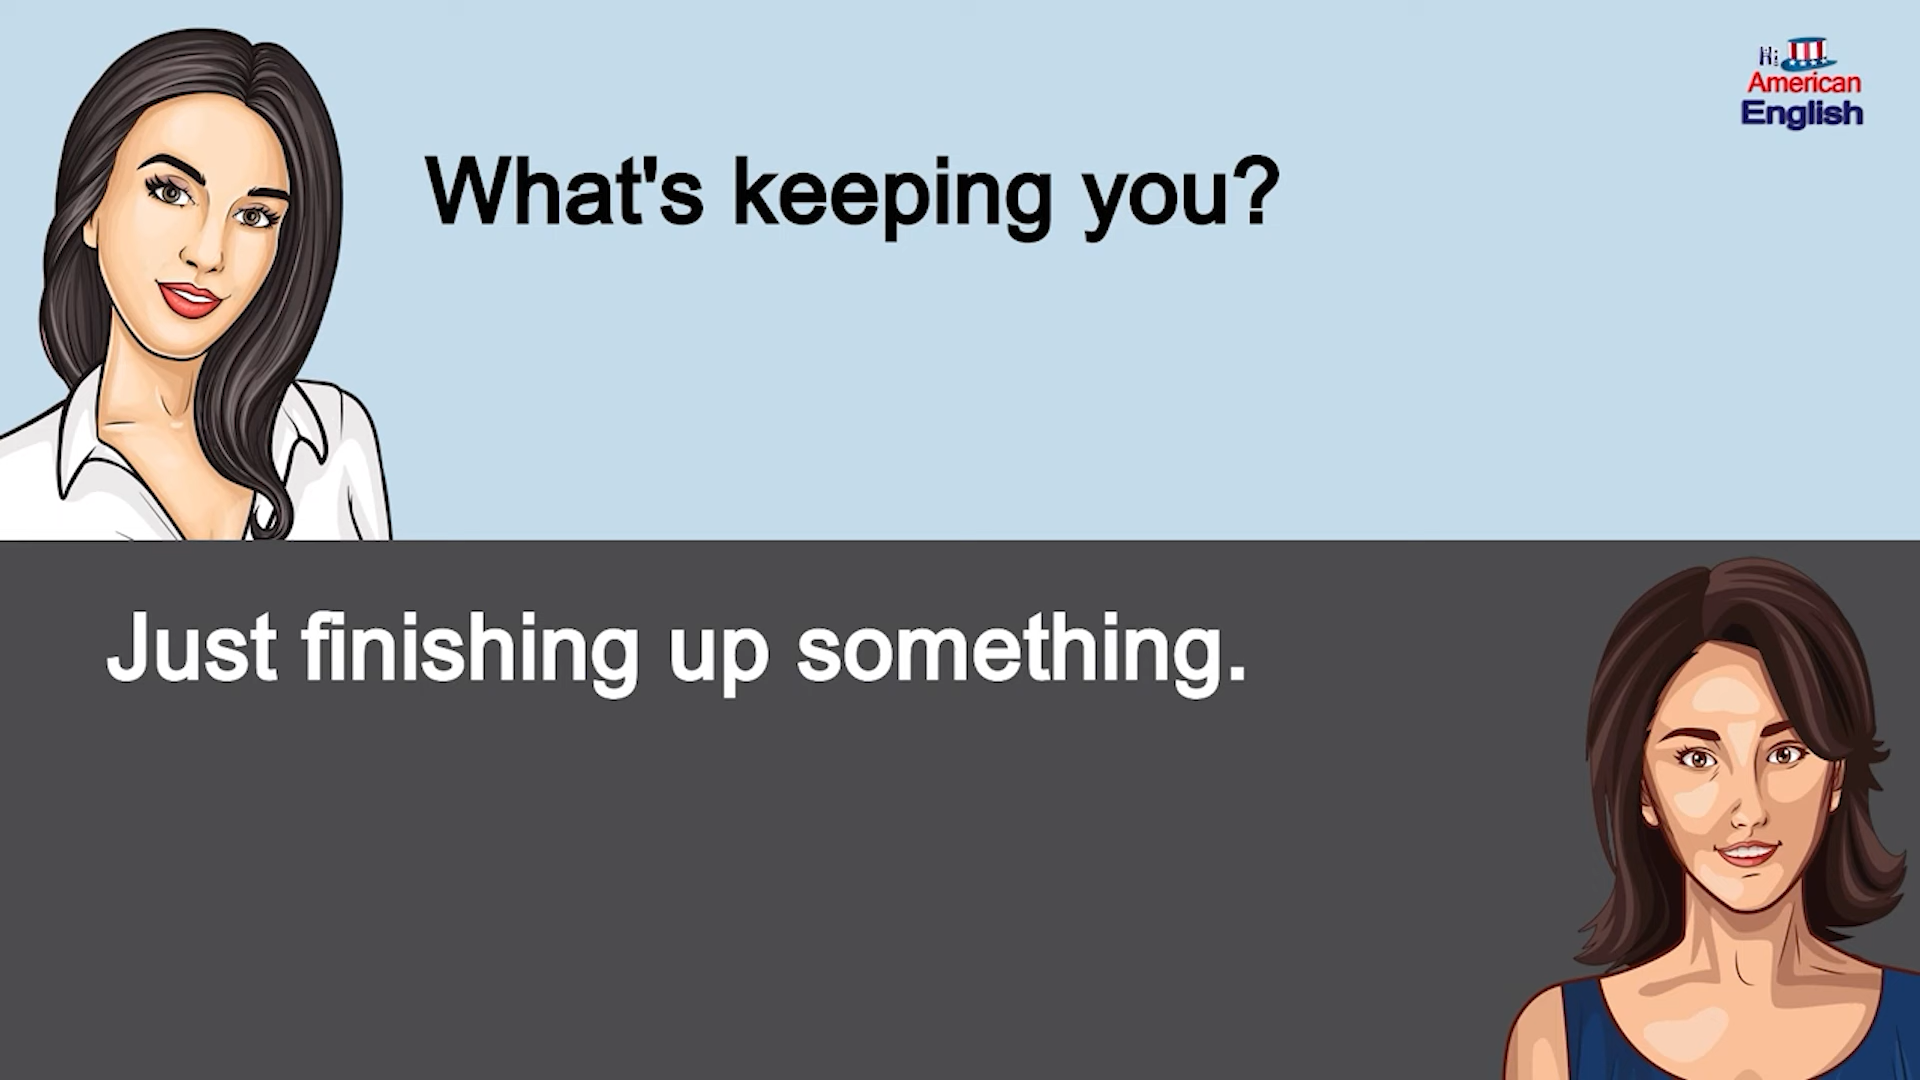 Hi
American
English
What's keeping you?
Just finishing up something.